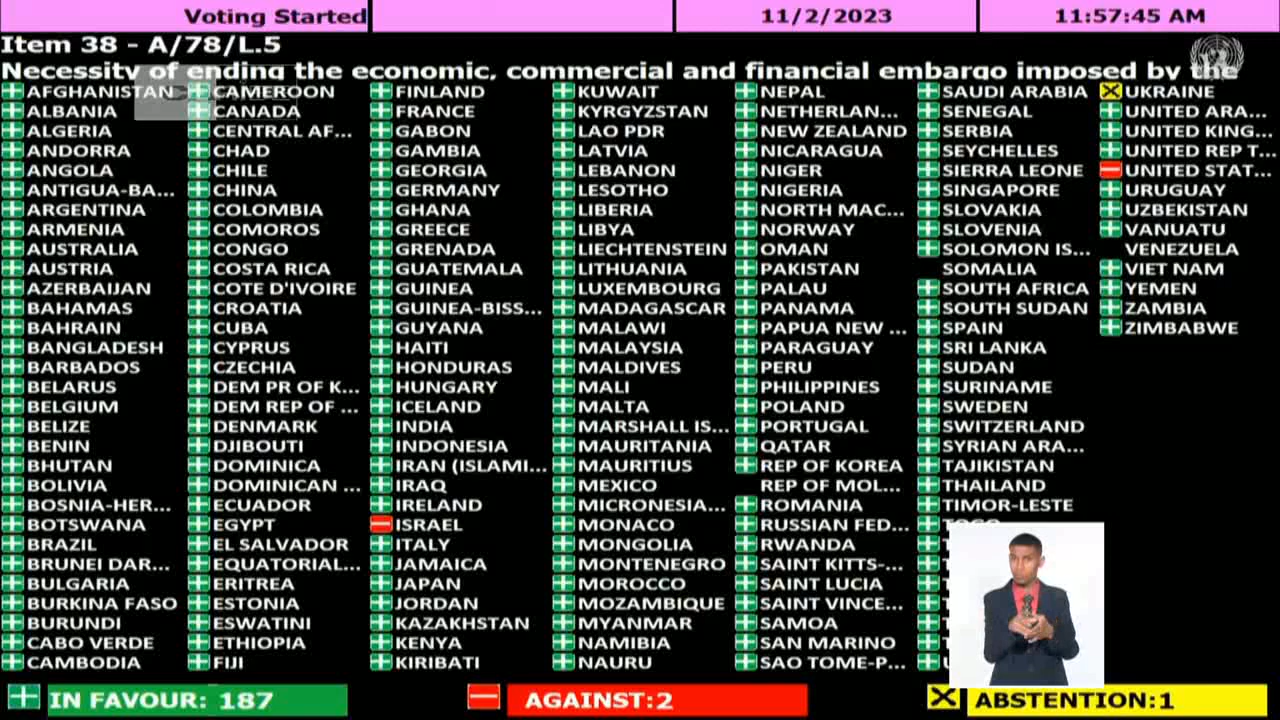 Voting Started
11/2/2023
11:57:45 AM
Item 38 - A/78/L.5
Necessity of ending the economic, commercial and financial embargo imposed by the
AFGHANISTAN
ALBANIA
ALGERIA
ANDORRA
ANGOLA
ANTIGUA-BA...
ARGENTINA
ARMENIA
AUSTRALIA
AUSTRIA
AZERBAIJAN
BAHAMAS
BAHRAIN
BANGLADESH
BARBADOS
BELARUS
BELGIUM
BELIZE
BENIN
BHUTAN
BOLIVIA
BOSNIA-HER...
BOTSWANA
BRAZIL
BRUNEI DAR...
BULGARIA
BURKINA FASO
BURUNDI
CABO VERDE
CAMBODIA
CAMEROON
CANADA
CENTRAL AF...
CHAD
CHILE
CHINA
COLOMBIA
COMOROS
CONGO
COSTA RICA
COTE D'IVOIRE
CROATIA
CUBA
CYPRUS
CZECHIA
DEM PR OF K...
DEM REP OF ...
DENMARK
DJIBOUTI
DOMINICA
DOMINICAN ...
ECUADOR
EGYPT
EL SALVADOR
EQUATORIAL...
ERITREA
ESTONIA
ESWATINI
ETHIOPIA
FIJI
FINLAND
FRANCE
GABON
GAMBIA
GEORGIA
GERMANY
GHANA
GREECE
GRENADA
GUATEMALA
GUINEA
GUINEA-BISS...
GUYANA
HAITI
HONDURAS
HUNGARY
ICELAND
INDIA
INDONESIA
IRAN (ISLAMI...
IRAQ
IRELAND
ISRAEL
ITALY
JAMAICA
JAPAN
JORDAN
KAZAKHSTAN
KENYA
KIRIBATI
KUWAIT
KYRGYZSTAN
LAO PDR
LATVIA
LEBANON
LESOTHO
LIBERIA
LIBYA
LIECHTENSTEIN
LITHUANIA
LUXEMBOURG
MADAGASCAR
MALAWI
MALAYSIA
MALDIVES
MALI
MALTA
MARSHALL IS...
MAURITANIA
MAURITIUS
MEXICO
MICRONESIA...
MONACO
MONGOLIA
MONTENEGRO
MOROCCO
MOZAMBIQUE
MYANMAR
NAMIBIA
NAURU
NEPAL
NETHERLAN...
NEW ZEALAND
NICARAGUA
NIGER
NIGERIA
NORTH MAC...
NORWAY
OMAN
PAKISTAN
PALAU
PANAMA
PAPUA NEW ...
PARAGUAY
PERU
PHILIPPINES
POLAND
PORTUGAL
QATAR
REP OF KOREA
REP OF MOL...
ROMANIA
RUSSIAN FED...
RWANDA
SAINT KITTS-...
SAINT LUCIA
SAINT VINCE...
SAMOA
SAN MARINO
SAO TOME-P...
SAUDI ARABIA
SENEGAL
SERBIA
SEYCHELLES
SIERRA LEONE
SINGAPORE
SLOVAKIA
SLOVENIA
SOLOMON IS...
SOMALIA
SOUTH AFRICA
SOUTH SUDAN
SPAIN
SRI LANKA
SUDAN
SURINAME
SWEDEN
SWITZERLAND
SYRIAN ARA...
TAJIKISTAN
THAILAND
TIMOR-LESTE
UKRAINE
UNITED ARA...
UNITED KING...
UNITED REP T...
UNITED STAT...
URUGUAY
UZBEKISTAN
VANUATU
VENEZUELA
VIET NAM
YEMEN
ZAMBIA
ZIMBABWE
IN FAVOUR: 187
AGAINST:2
ABSTENTION:1